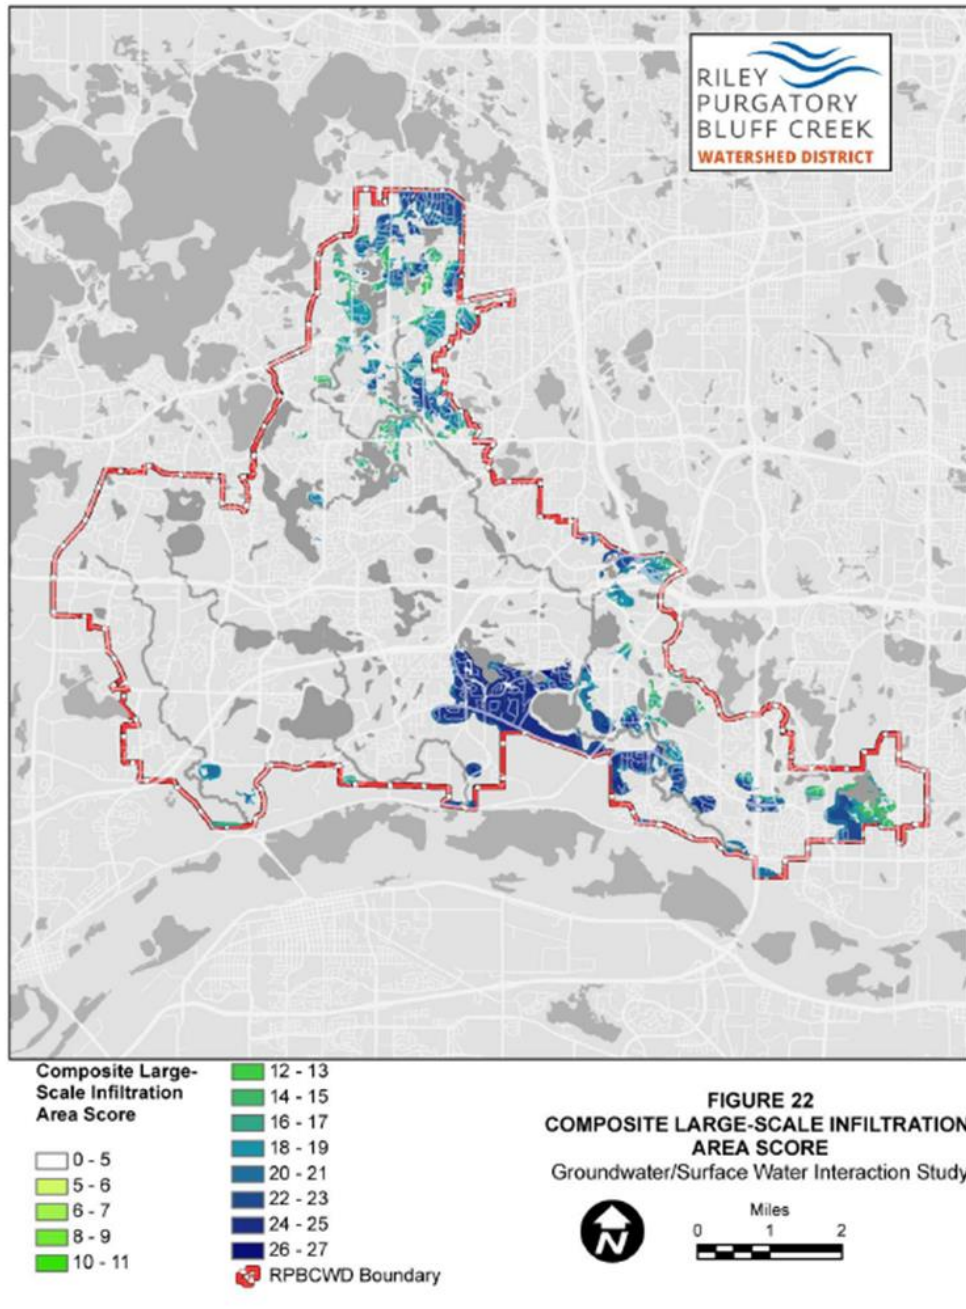 RILEY
PURGATORY
BLUFF CREEK
WATERSHED DISTRICT
Composite Large-
Scale Infiltration
Area Score
0 - 5
5 - 6
6 - 7
8 - 9
10 - 11
12 - 13
14 - 15
16 - 17
18 - 19
20 - 21
22 - 23
24 - 25
26 - 27
RPBCWD Boundary
FIGURE 22
COMPOSITE LARGE-SCALE INFILTRATION
AREA SCORE
Groundwater/Surface Water Interaction Study
N
Miles
0 1 2